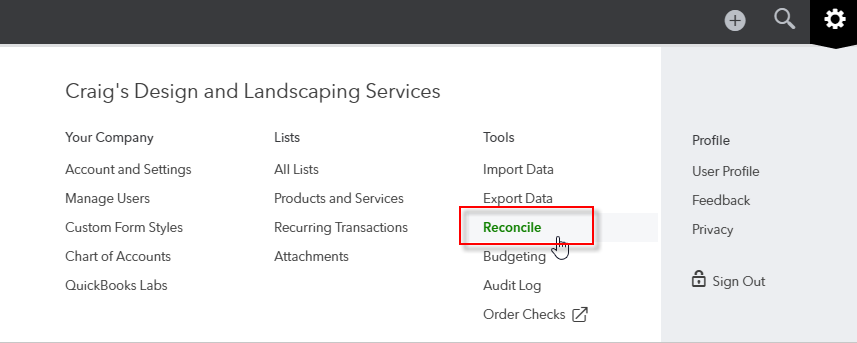 Craig's Design and Landscaping Services
Your Company
Account and Settings
Manage Users
Custom Form Styles
Chart of Accounts
QuickBooks Labs
Lists
All Lists
Products and Services
Recurring Transactions
Attachments
Tools
Import Data
Export Data
Reconcile
Budgeting
Audit Log
Order Checks
Profile
User Profile
Feedback
Privacy
Sign Out